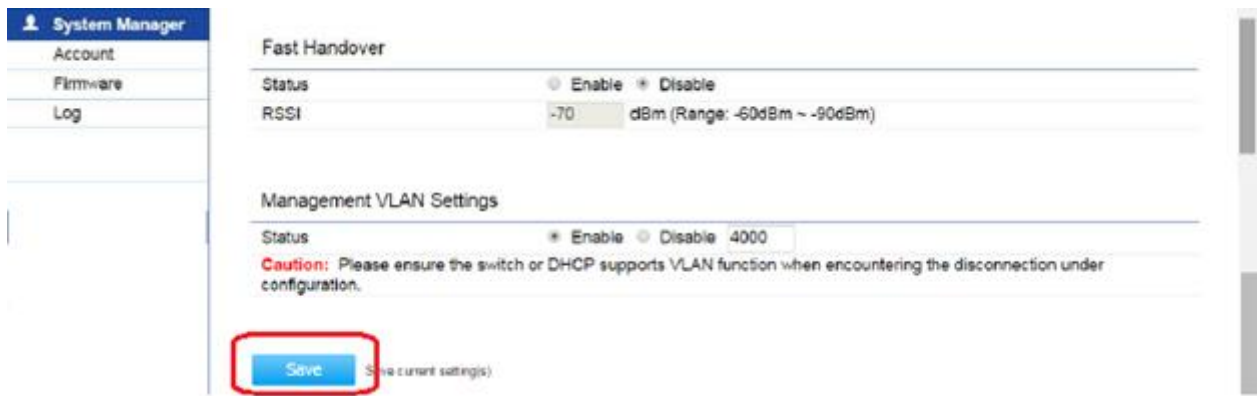 System Manager
Account
Firmware
Log
Fast Handover
Status Enable Disable
RSSI -70 dBm (Range: -60dBm ~ -90dBm)
Management VLAN Settings
Status Enable Disable 4000
Caution: Please ensure the switch or DHCP supports VLAN function when encountering the disconnection under
configuration.
Save Save current setting(s)